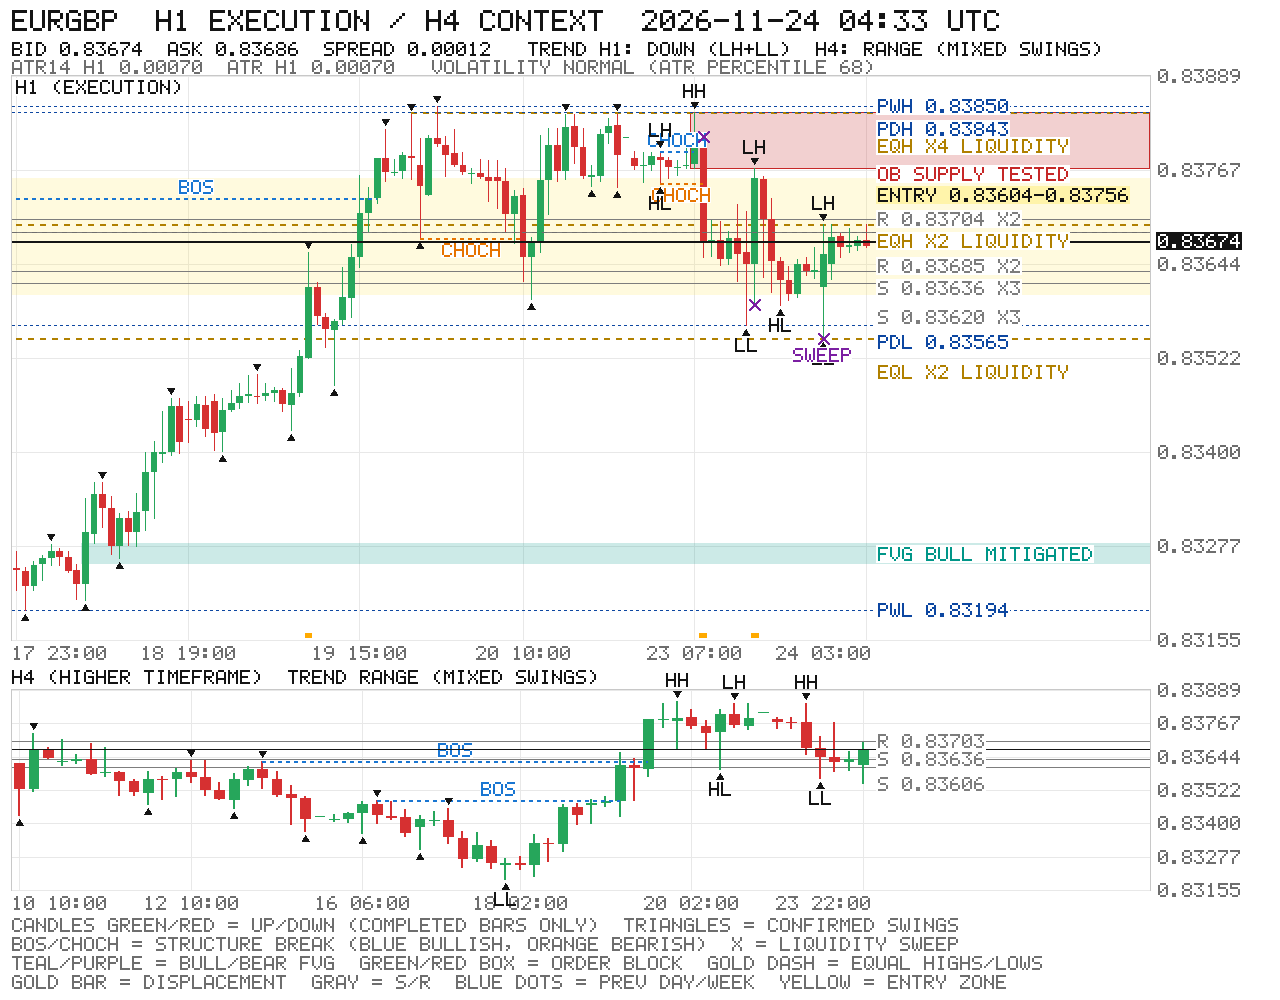 EURGBP  H1 EXECUTION / H4 CONTEXT  2026-11-24 04:33 UTC
BID 0.83674  ASK 0.83686  SPREAD 0.00012   TREND H1: DOWN (LH+LL)  H4: RANGE (MIXED SWINGS)
ATR14 H1 0.00070  ATR H1 0.00070   VOLATILITY NORMAL (ATR PERCENTILE 68)
H1 (EXECUTION)
0.83889
HH
PWH 0.83850
PDH 0.83843
LH
CHOCH
EQH X4 LIQUIDITY
LH
OB SUPPLY TESTED
0.83767
BOS
CHOCH
ENTRY 0.83604-0.83756
HL
LH
R 0.83704 X2
CHOCH
EQH X2 LIQUIDITY
0.83674
R 0.83685 X2
0.83644
S 0.83636 X3
S 0.83620 X3
HL
LL
PDL 0.83565
SWEEP
0.83522
EQL X2 LIQUIDITY
0.83400
FVG BULL MITIGATED
0.83277
PWL 0.83194
0.83155
17 23:00  18 19:00  19 15:00  20 10:00  23 07:00  24 03:00
H4 (HIGHER TIMEFRAME)  TREND RANGE (MIXED SWINGS)
HH
LH
HH
0.83889
0.83767
R 0.83703
BOS
S 0.83636
0.83644
BOS
HL
S 0.83606
0.83522
LL
0.83400
0.83277
0.83155
LL
10 10:00  12 10:00  16 06:00  18 02:00  20 02:00  23 22:00
CANDLES GREEN/RED = UP/DOWN (COMPLETED BARS ONLY)  TRIANGLES = CONFIRMED SWINGS
BOS/CHOCH = STRUCTURE BREAK (BLUE BULLISH, ORANGE BEARISH)  X = LIQUIDITY SWEEP
TEAL/PURPLE = BULL/BEAR FVG  GREEN/RED BOX = ORDER BLOCK  GOLD DASH = EQUAL HIGHS/LOWS
GOLD BAR = DISPLACEMENT  GRAY = S/R  BLUE DOTS = PREV DAY/WEEK  YELLOW = ENTRY ZONE